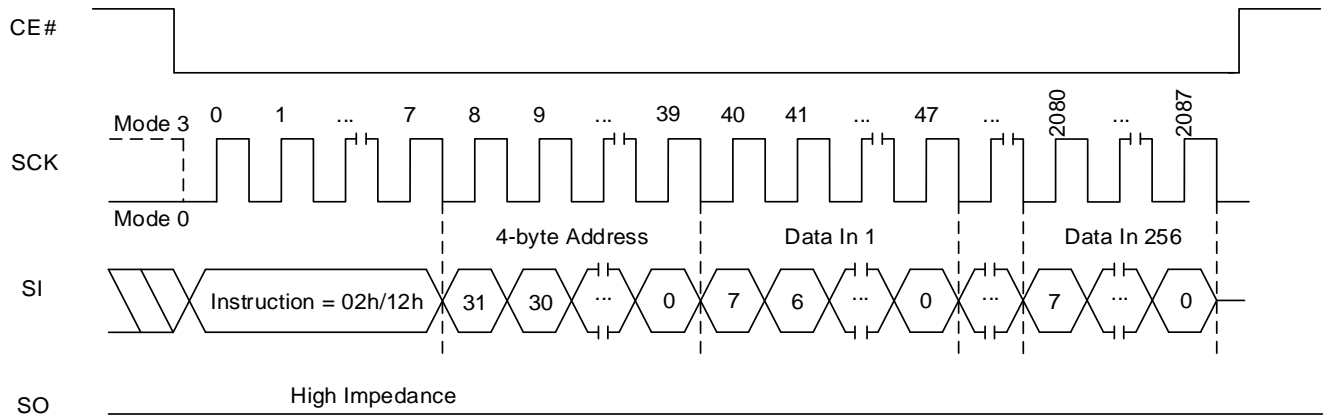 CE#
0 1 ... 7 8 9 ... 39 40 41 ... 47 ... 2080 ... 2087
Mode 3
SCK
Mode 0
4-byte Address Data In 1 Data In 256
SI Instruction = 02h/12h 31 30 ... 0 7 6 ... 0 ... 7 ... 0
High Impedance
SO